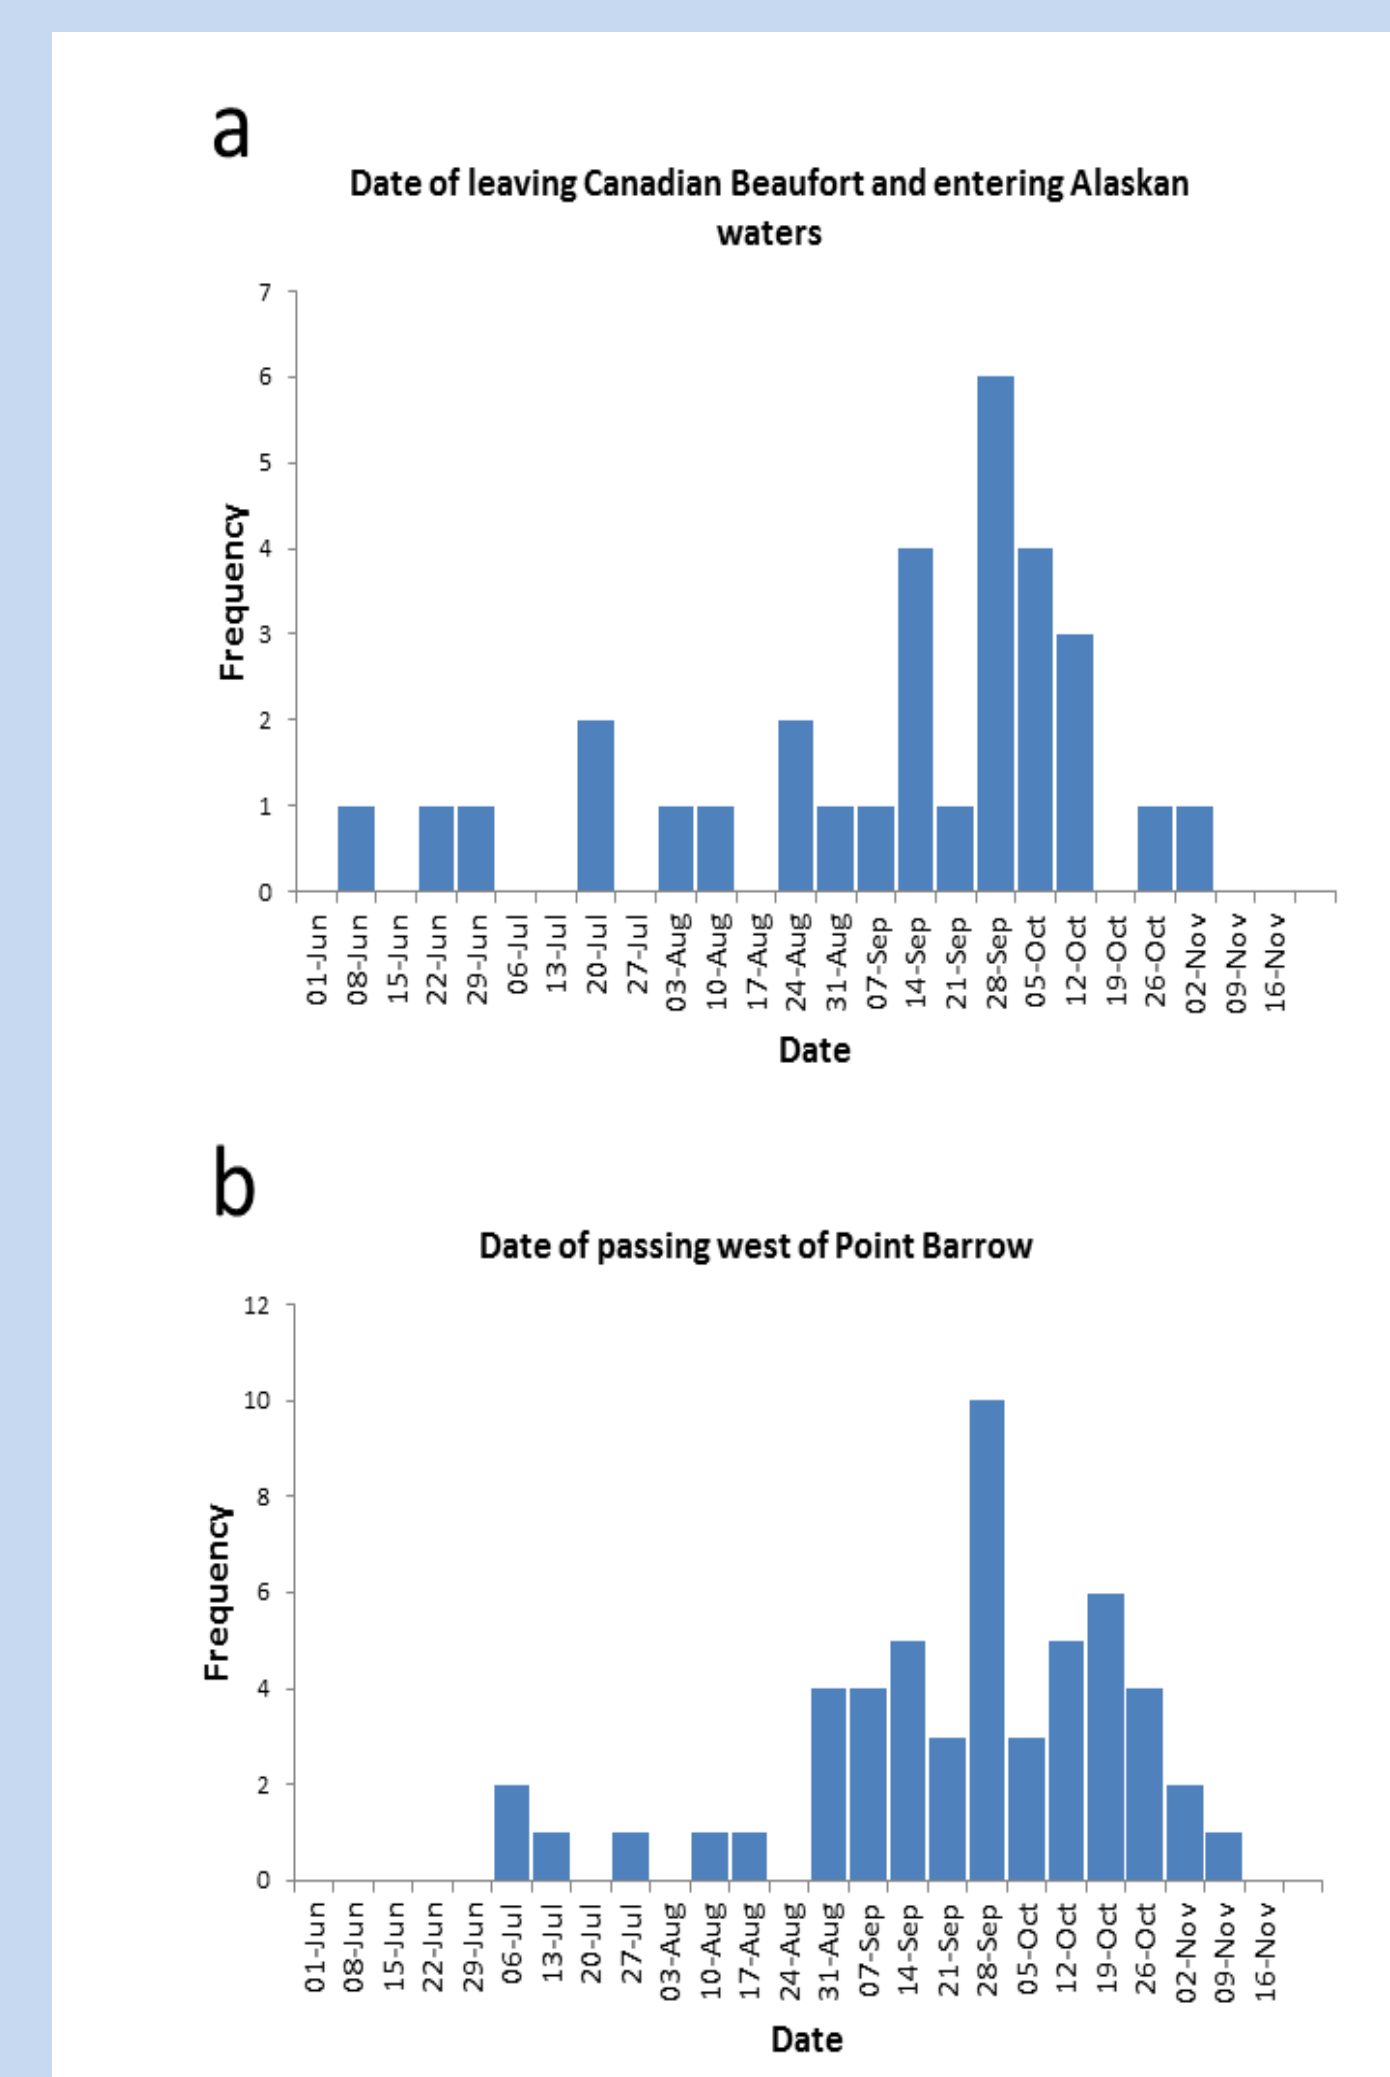 a
Date of leaving Canadian Beaufort and entering Alaskan
waters
7
6
5
4
3
2
1
0
Frequency
01-Jun
08-Jun
15-Jun
22-Jun
29-Jun
06-Jul
13-Jul
20-Jul
27-Jul
03-Aug
10-Aug
17-Aug
24-Aug
31-Aug
07-Sep
14-Sep
21-Sep
28-Sep
05-Oct
12-Oct
19-Oct
26-Oct
02-Nov
09-Nov
16-Nov
Date
b
Date of passing west of Point Barrow
12
10
8
6
4
2
0
Frequency
01-Jun
08-Jun
15-Jun
22-Jun
29-Jun
06-Jul
13-Jul
20-Jul
27-Jul
03-Aug
10-Aug
17-Aug
24-Aug
31-Aug
07-Sep
14-Sep
21-Sep
28-Sep
05-Oct
12-Oct
19-Oct
26-Oct
02-Nov
09-Nov
16-Nov
Date